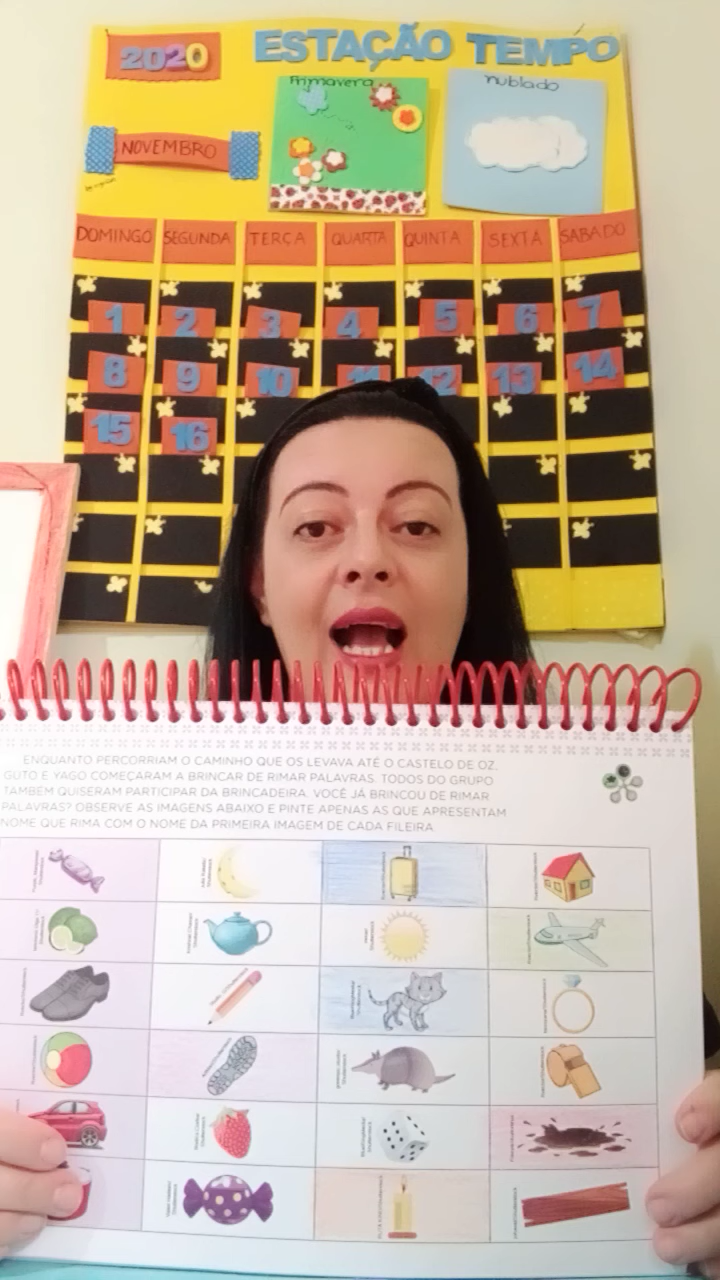 2020
ESTAÇÃO TEMPO
Primavera
nublado
NOVEMBRO
DOMINGO SEGUNDA TERÇA QUARTA QUINTA SEXTA SABADO
1 2 3 4 5 6 7
8 9 10 11 12 13 14
15 16
ENQUANTO PERCORRIAM O CAMINHO QUE OS LEVAVA ATÉ O CASTELO DE OZ,
GUTO E YAGO COMEÇARAM A BRINCAR DE RIMAR PALAVRAS. TODOS DO GRUPO
TAMBÉM QUISERAM PARTICIPAR DA BRINCADEIRA. VOCÊ JÁ BRINCOU DE RIMAR
PALAVRAS? OBSERVE AS IMAGENS ABAIXO E PINTE APENAS AS QUE APRESENTAM
NOME QUE RIMA COM O NOME DA PRIMEIRA IMAGEM DE CADA FILEIRA.